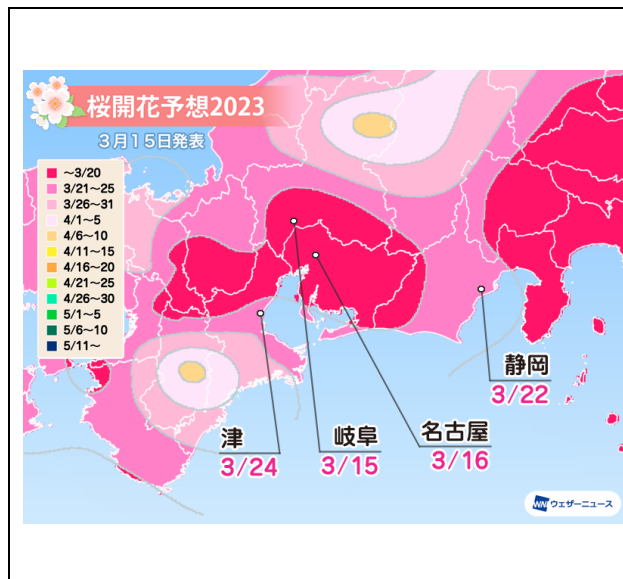 桜開花予想2023
3月15日発表
～3/20
3/21～25
3/26～31
4/1～5
4/6～10
4/11～15
4/16～20
4/21～25
4/26～30
5/1～5
5/6～10
5/11～
静岡
3/22
名古屋
3/16
岐阜
3/15
津
3/24
WN ウェザーニュース